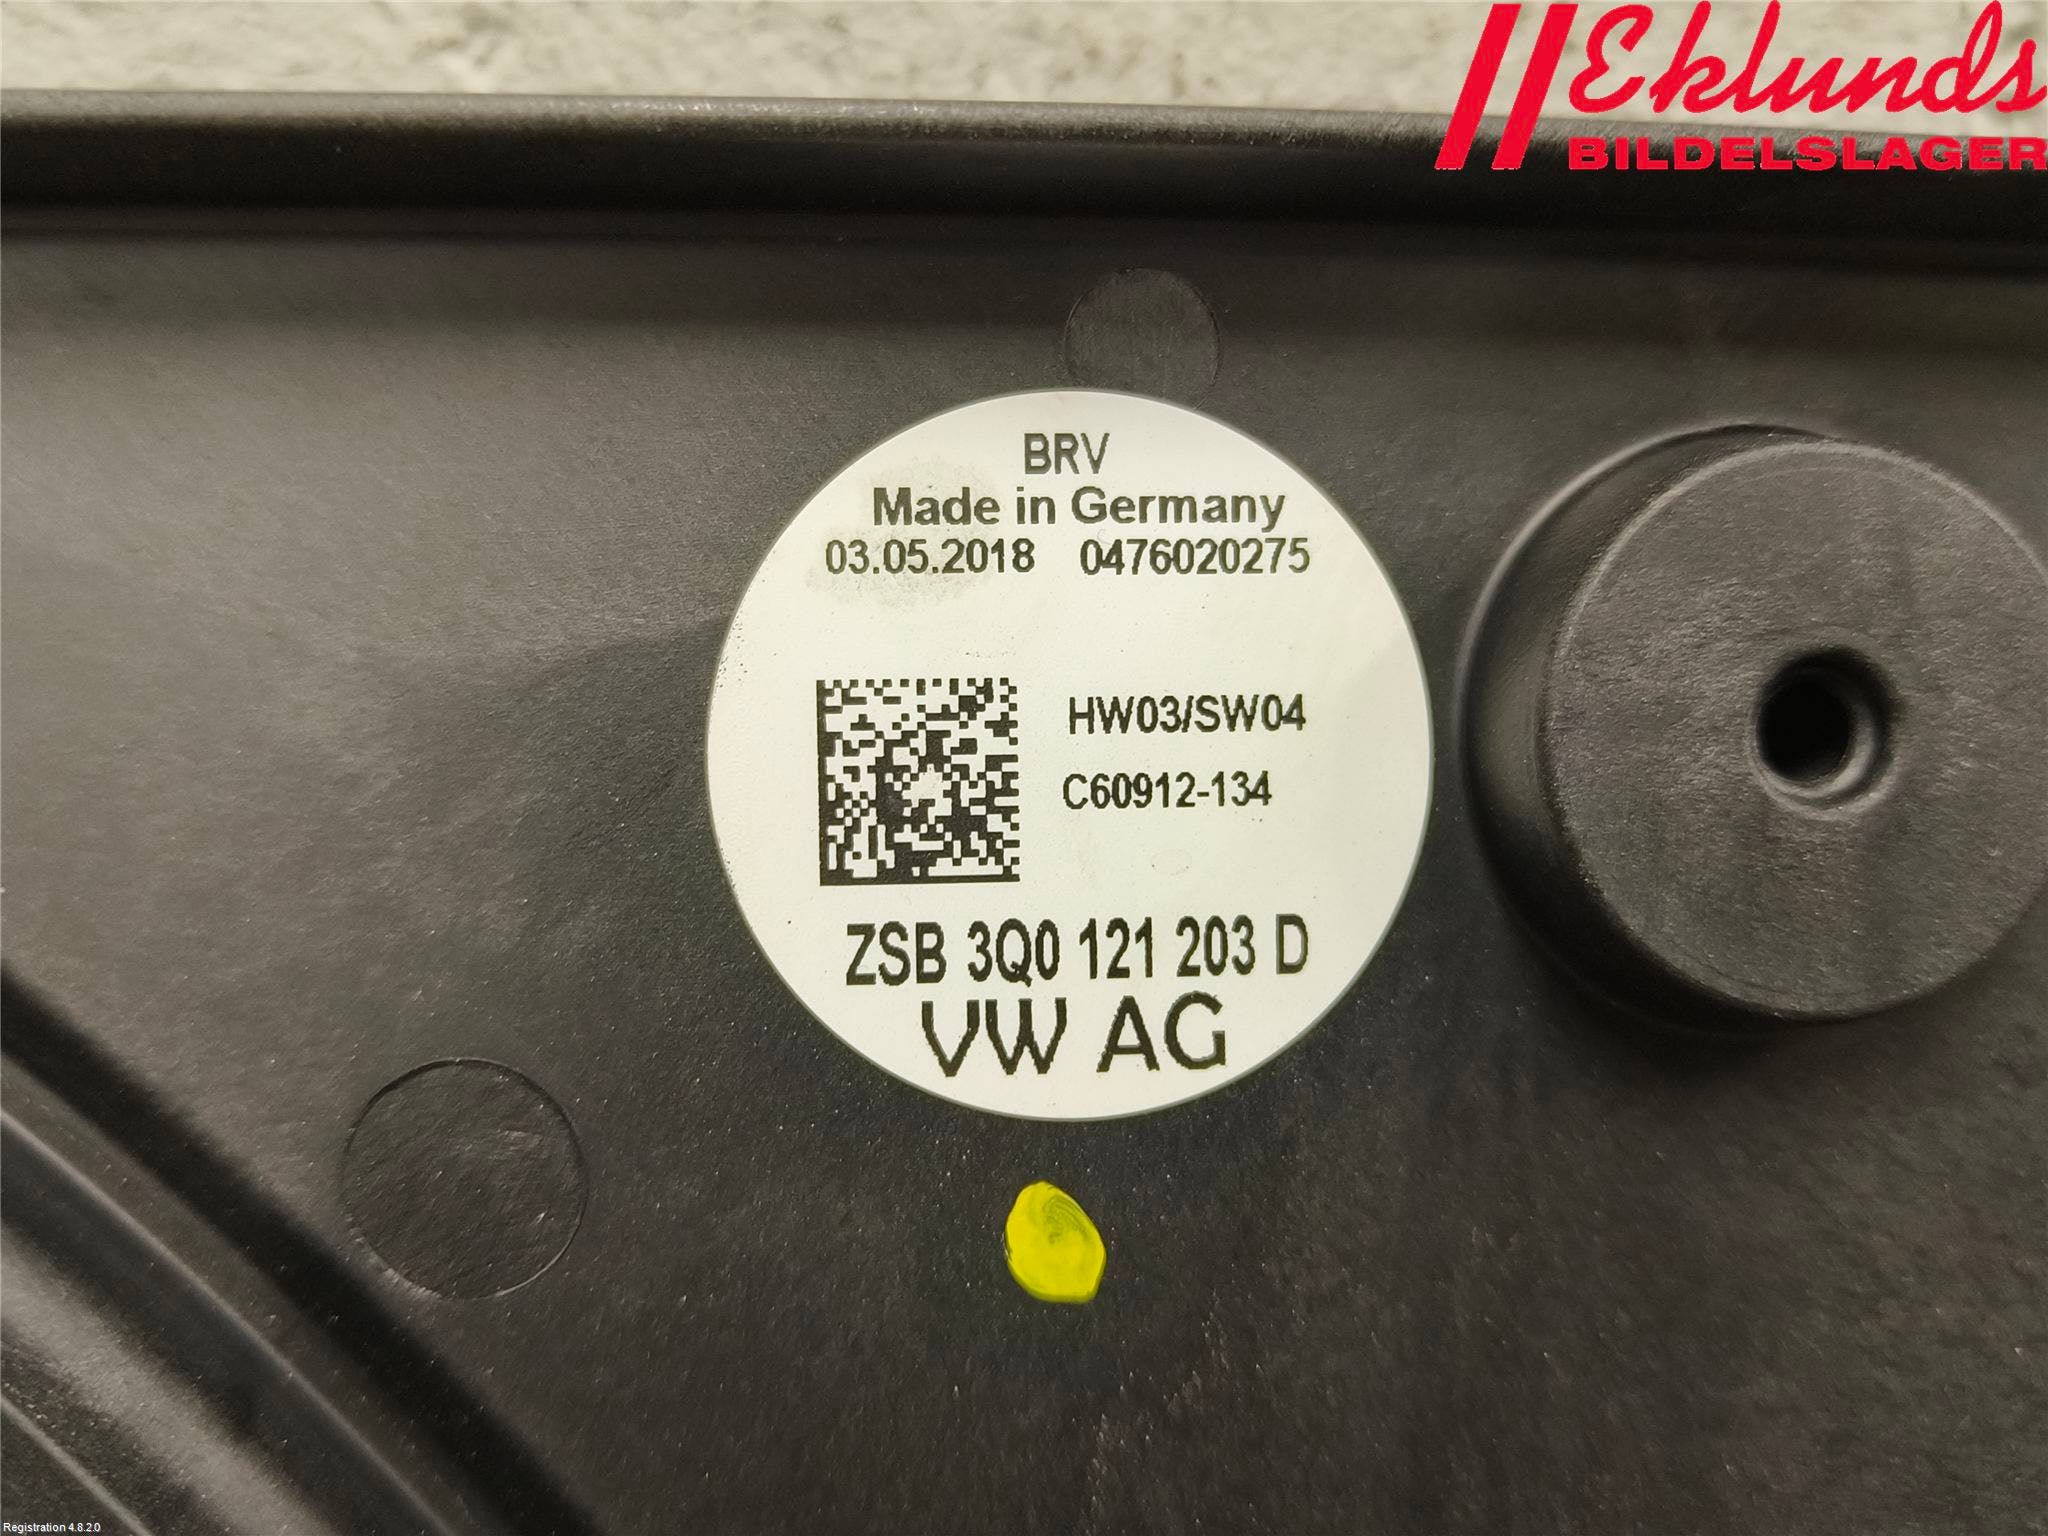 Eklunds
BILDELSLAGER
BRV
Made in Germany
03.05.2018 0476020275
HW03/SW04
C60912-134
ZSB 3Q0 121 203 D
VW AG
Registration 4.8.2.0